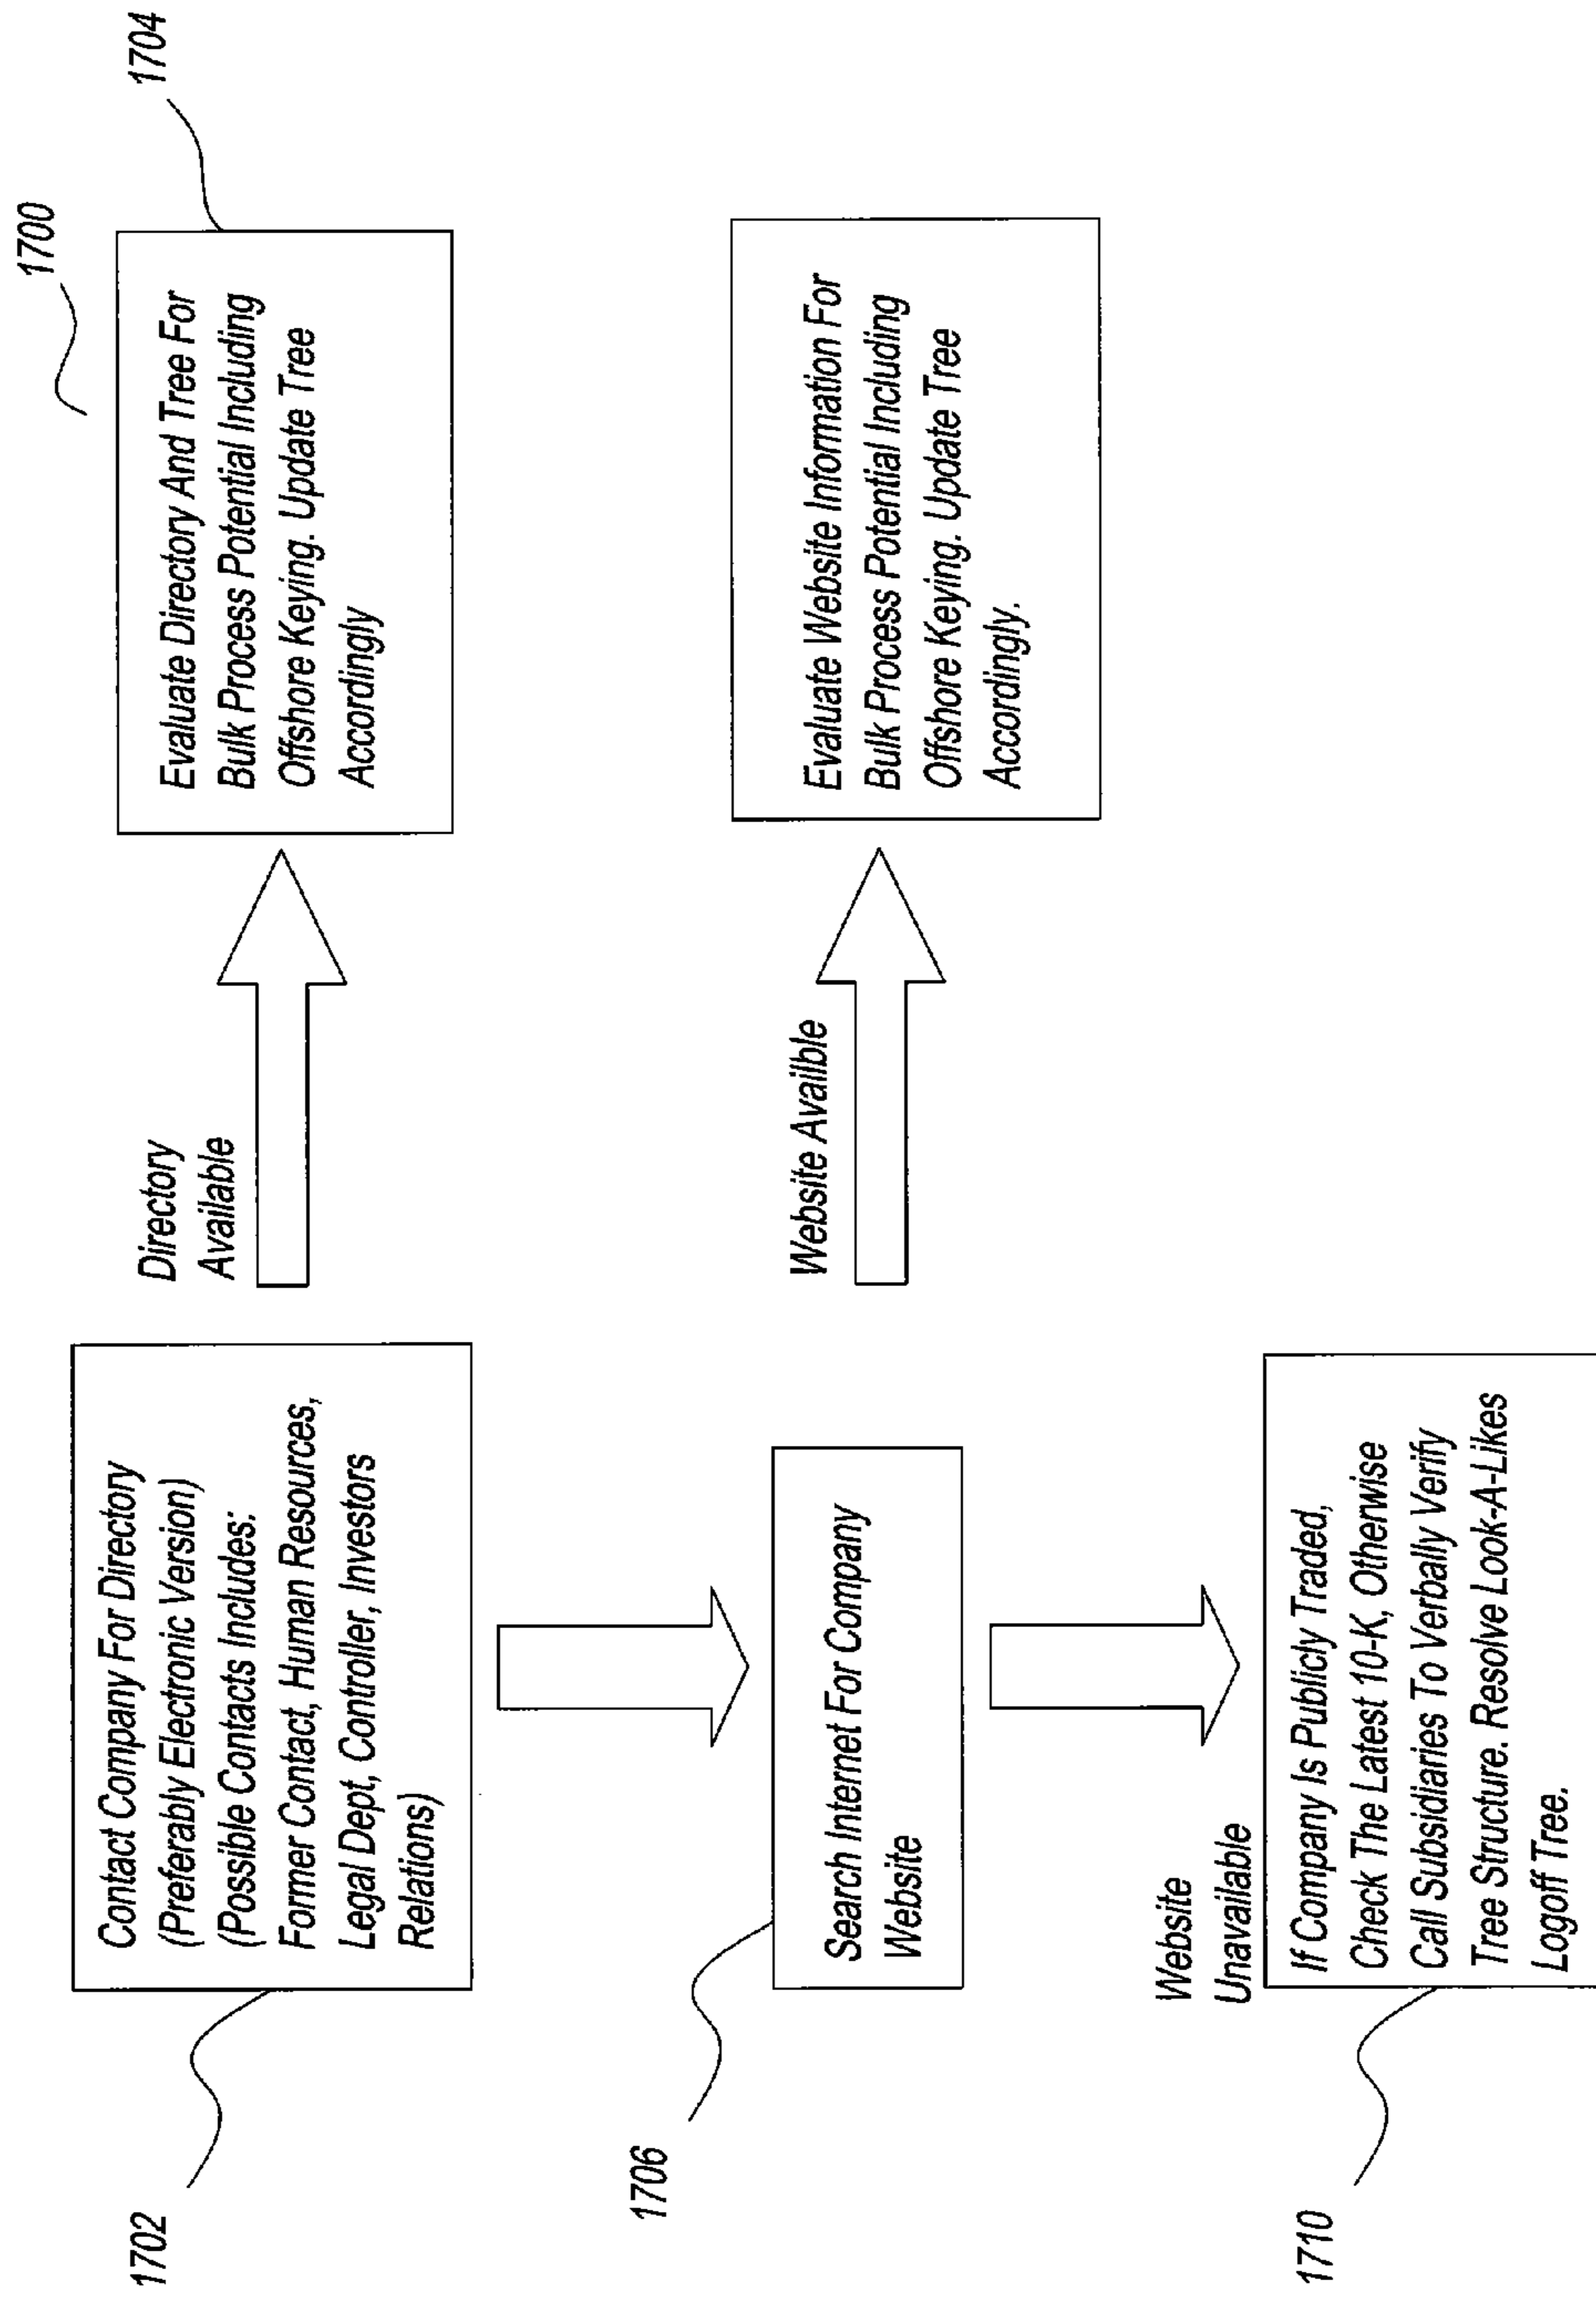 1700
1702
Contact Company For Directory
(Preferably Electronic Version)
(Possible Contacts Includes:
Former Contact, Human Resources,
Legal Dept, Controller, Investors
Relations)
Directory
Available
Evaluate Directory And Tree For
Bulk Process Potential Including
Offshore Keying. Update Tree
Accordingly
1704
1706
Search Internet For Company
Website
Website Availble
Evaluate Website Information For
Bulk Process Potential Including
Offshore Keying. Update Tree
Accordingly.
Website
Unavailable
1710
If Company Is Publicly Traded,
Check The Latest 10-K, Otherwise
Call Subsidiaries To Verbally Verify
Tree Structure. Resolve Look-A-Likes
Logoff Tree.